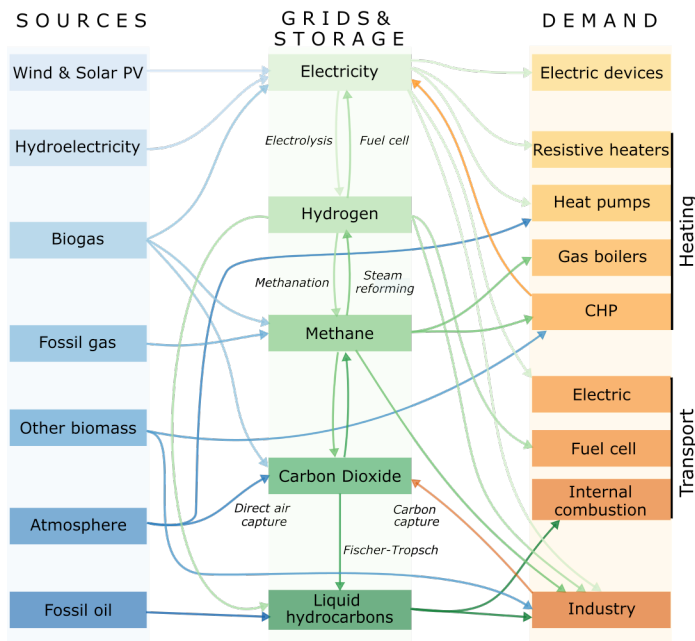 SOURCES
GRIDS &
STORAGE
DEMAND
Wind & Solar PV
Hydroelectricity
Biogas
Fossil gas
Other biomass
Atmosphere
Fossil oil
Electricity
Electrolysis
Fuel cell
Hydrogen
Methanation
Steam
reforming
Methane
Carbon Dioxide
Direct air
capture
Carbon
capture
Fischer-Tropsch
Liquid
hydrocarbons
Electric devices
Resistive heaters
Heat pumps
Gas boilers
CHP
Heating
Electric
Fuel cell
Internal
combustion
Transport
Industry